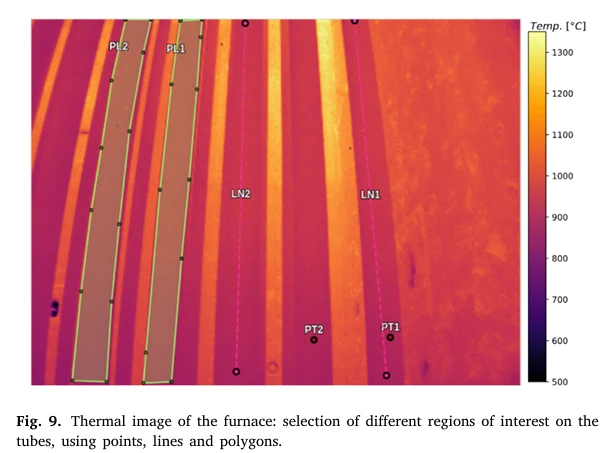 Temp. [°C]
PL2
PL1
1300
1200
1100
1000
LN2
LN1
900
800
700
PT2
PT1
600
500
Fig. 9. Thermal image of the furnace: selection of different regions of interest on the
tubes, using points, lines and polygons.